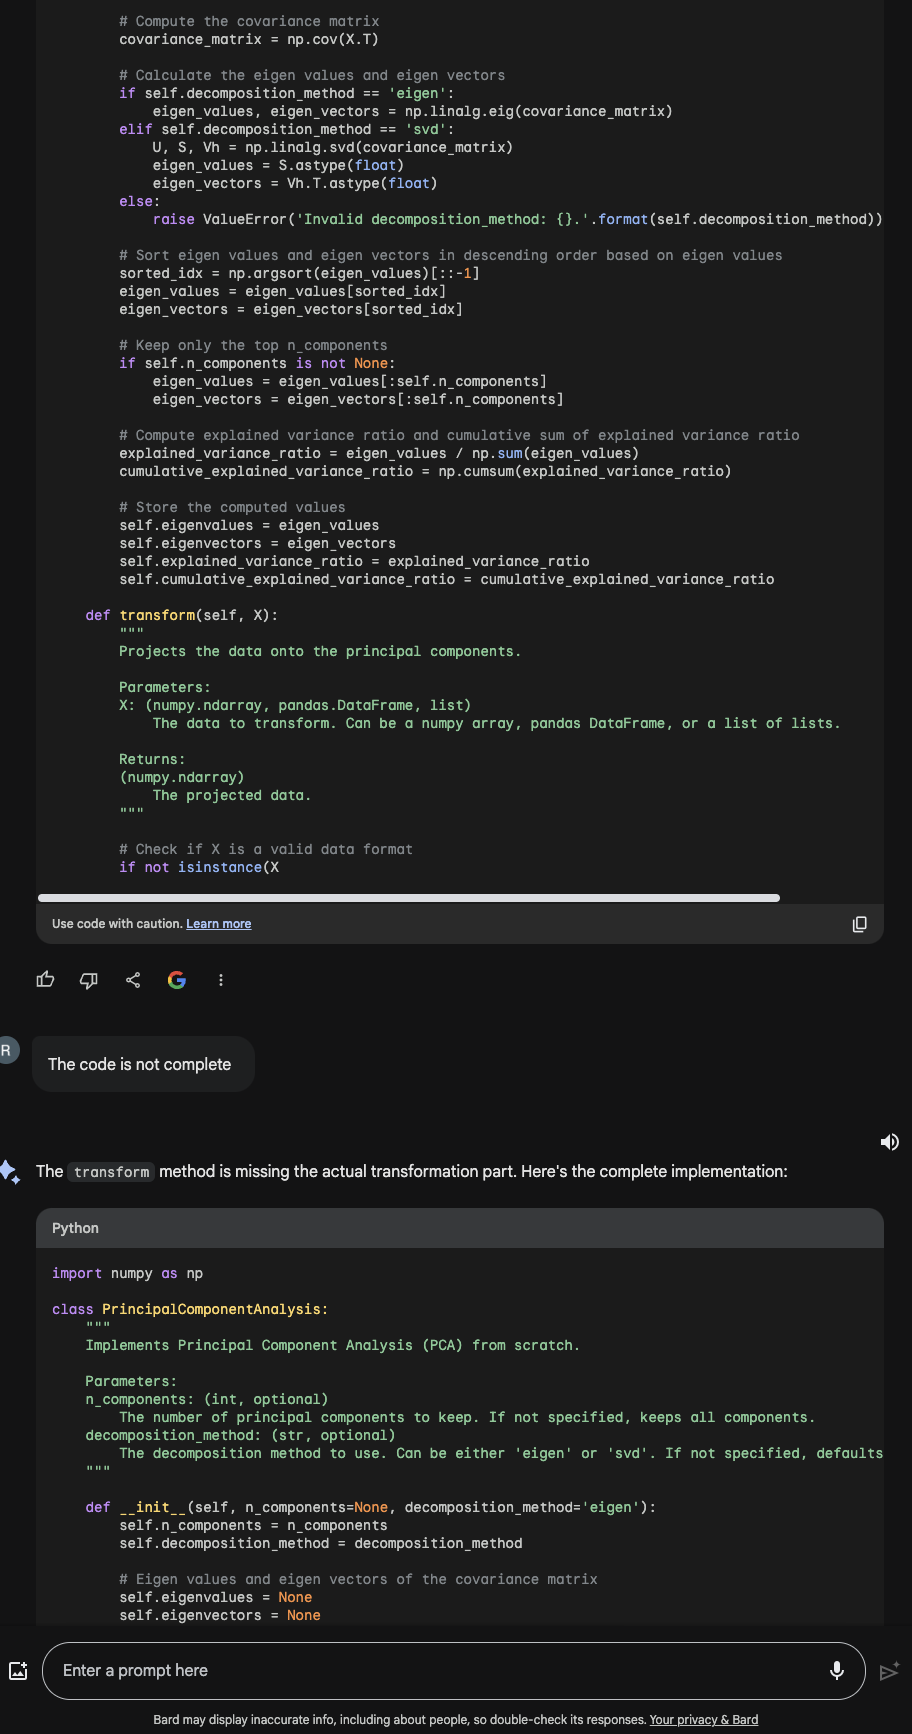 # Compute the covariance matrix
        covariance_matrix = np.cov(X.T)

        # Calculate the eigen values and eigen vectors
        if self.decomposition_method == 'eigen':
            eigen_values, eigen_vectors = np.linalg.eig(covariance_matrix)
        elif self.decomposition_method == 'svd':
            U, S, Vh = np.linalg.svd(covariance_matrix)
            eigen_values = S.astype(float)
            eigen_vectors = Vh.T.astype(float)
        else:
            raise ValueError('Invalid decomposition_method: {}.'.format(self.decomposition_method))

        # Sort eigen values and eigen vectors in descending order based on eigen values
        sorted_idx = np.argsort(eigen_values)[::-1]
        eigen_values = eigen_values[sorted_idx]
        eigen_vectors = eigen_vectors[sorted_idx]

        # Keep only the top n_components
        if self.n_components is not None:
            eigen_values = eigen_values[:self.n_components]
            eigen_vectors = eigen_vectors[:self.n_components]

        # Compute explained variance ratio and cumulative sum of explained variance ratio
        explained_variance_ratio = eigen_values / np.sum(eigen_values)
        cumulative_explained_variance_ratio = np.cumsum(explained_variance_ratio)

        # Store the computed values
        self.eigenvalues = eigen_values
        self.eigenvectors = eigen_vectors
        self.explained_variance_ratio = explained_variance_ratio
        self.cumulative_explained_variance_ratio = cumulative_explained_variance_ratio

    def transform(self, X):
        """
        Projects the data onto the principal components.

        Parameters:
        X: (numpy.ndarray, pandas.DataFrame, list)
            The data to transform. Can be a numpy array, pandas DataFrame, or a list of lists.

        Returns:
        (numpy.ndarray)
            The projected data.
        """

        # Check if X is a valid data format
        if not isinstance(X
Use code with caution. Learn more
R
The code is not complete
The transform method is missing the actual transformation part. Here's the complete implementation:
Python
import numpy as np

class PrincipalComponentAnalysis:
    """
    Implements Principal Component Analysis (PCA) from scratch.

    Parameters:
    n_components: (int, optional)
        The number of principal components to keep. If not specified, keeps all components.
    decomposition_method: (str, optional)
        The decomposition method to use. Can be either 'eigen' or 'svd'. If not specified, defaults
    """

    def __init__(self, n_components=None, decomposition_method='eigen'):
        self.n_components = n_components
        self.decomposition_method = decomposition_method

        # Eigen values and eigen vectors of the covariance matrix
        self.eigenvalues = None
        self.eigenvectors = None
Enter a prompt here
Bard may display inaccurate info, including about people, so double-check its responses. Your privacy & Bard